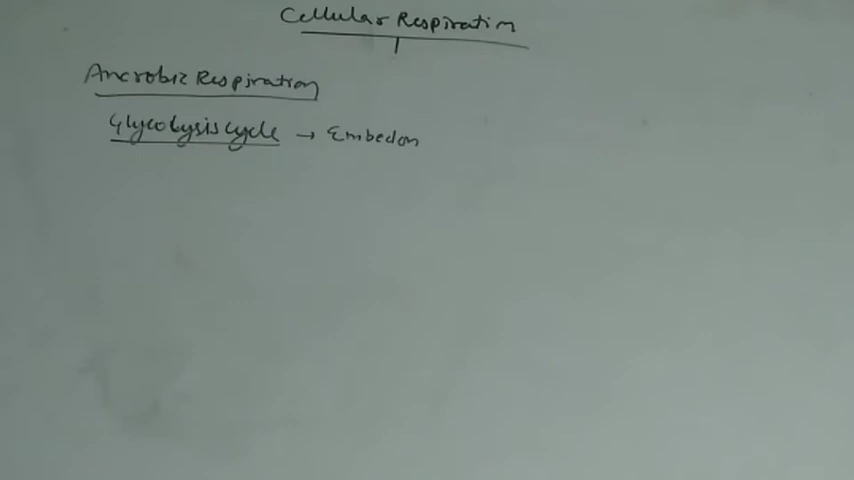 Cellular Respiration
Anerobic Respiration
Glycolysis cycle → Embedon